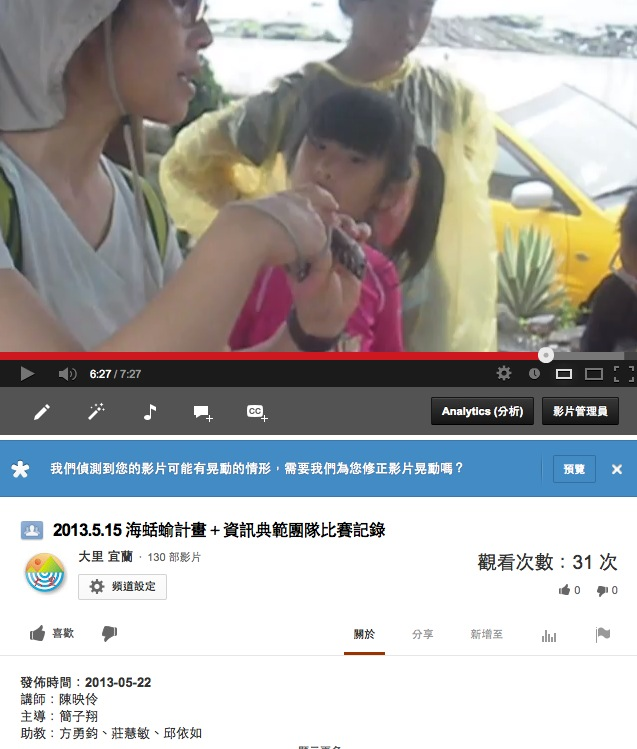 6:27 / 7:27
CC
Analytics (分析)
影片管理員
我們偵測到您的影片可能有晃動的情形，需要我們為您修正影片晃動嗎？
預覽
2013.5.15 海蛞蝓計畫＋資訊典範團隊比賽記錄
大里 宜蘭 · 130 部影片
頻道設定
觀看次數：31 次
0 0
喜歡
關於 分享 新增至
發佈時間：2013-05-22
講師：陳映伶
主導：簡子翔
助教：方勇鈞、莊慧敏、邱依如